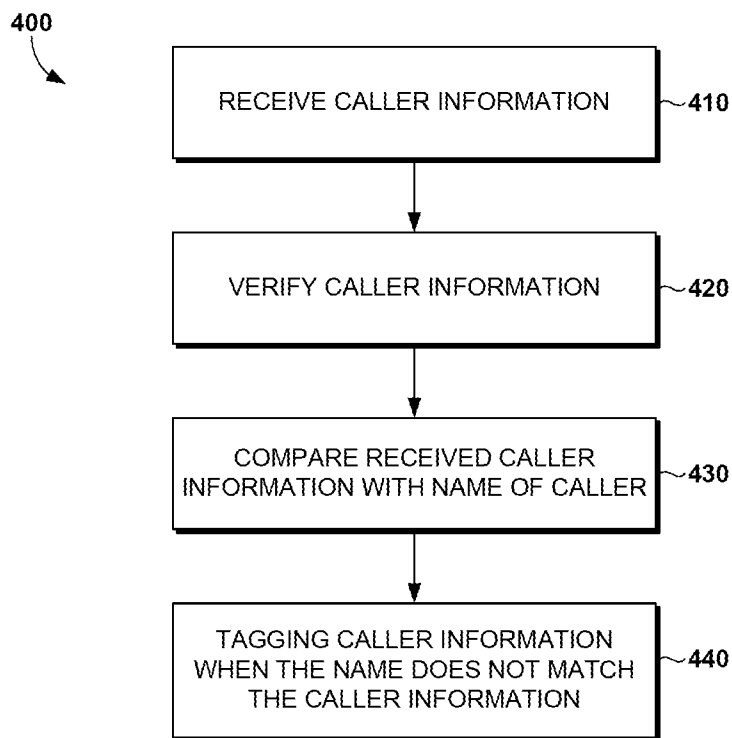 400
RECEIVE CALLER INFORMATION
410
VERIFY CALLER INFORMATION
420
COMPARE RECEIVED CALLER
INFORMATION WITH NAME OF CALLER
430
TAGGING CALLER INFORMATION
WHEN THE NAME DOES NOT MATCH
THE CALLER INFORMATION
440